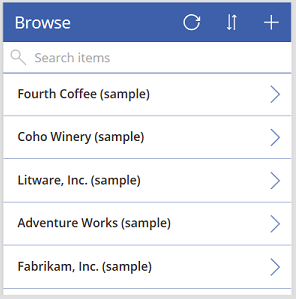 Browse
Search items
Fourth Coffee (sample)
Coho Winery (sample)
Litware, Inc. (sample)
Adventure Works (sample)
Fabrikam, Inc. (sample)